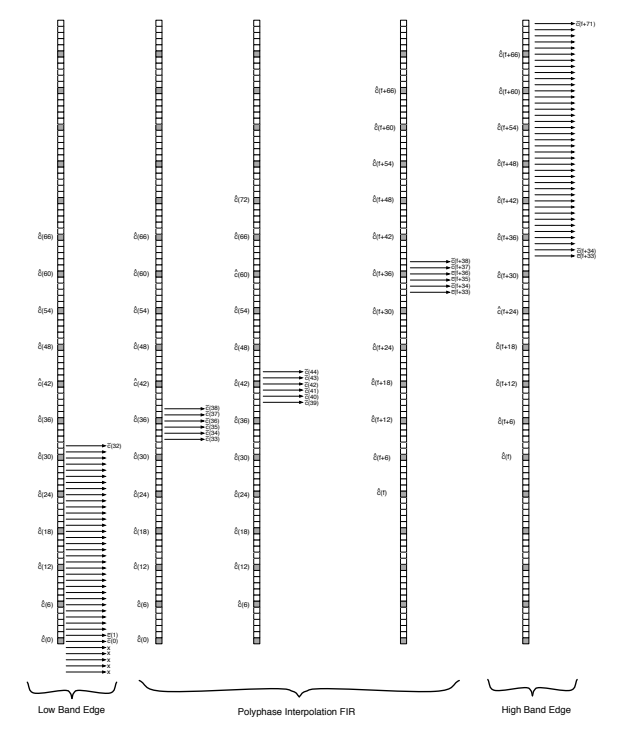 ĉ(66)
ĉ(60)
ĉ(54)
ĉ(48)
ĉ(42)
ĉ(36)
ĉ(30)
ĉ(24)
ĉ(18)
ĉ(12)
ĉ(6)
ĉ(0)
c̄(32)
c̄(1)
c̄(0)
x
x
x
x
x
Low Band Edge
ĉ(66)
ĉ(60)
ĉ(54)
ĉ(48)
ĉ(42)
ĉ(36)
ĉ(30)
ĉ(24)
ĉ(18)
ĉ(12)
ĉ(6)
ĉ(0)
c̄(38)
c̄(37)
c̄(36)
c̄(35)
c̄(34)
c̄(33)
ĉ(72)
ĉ(66)
ĉ(60)
ĉ(54)
ĉ(48)
ĉ(42)
ĉ(36)
ĉ(30)
ĉ(24)
ĉ(18)
ĉ(12)
ĉ(6)
c̄(44)
c̄(43)
c̄(42)
c̄(41)
c̄(40)
c̄(39)
ĉ(f+66)
ĉ(f+60)
ĉ(f+54)
ĉ(f+48)
ĉ(f+42)
ĉ(f+36)
ĉ(f+30)
ĉ(f+24)
ĉ(f+18)
ĉ(f+12)
ĉ(f+6)
ĉ(f)
c̄(f+38)
c̄(f+37)
c̄(f+36)
c̄(f+35)
c̄(f+34)
c̄(f+33)
Polyphase Interpolation FIR
ĉ(f+66)
ĉ(f+60)
ĉ(f+54)
ĉ(f+48)
ĉ(f+42)
ĉ(f+36)
ĉ(f+30)
ĉ(f+24)
ĉ(f+18)
ĉ(f+12)
ĉ(f+6)
ĉ(f)
c̄(f+71)
c̄(f+34)
c̄(f+33)
High Band Edge